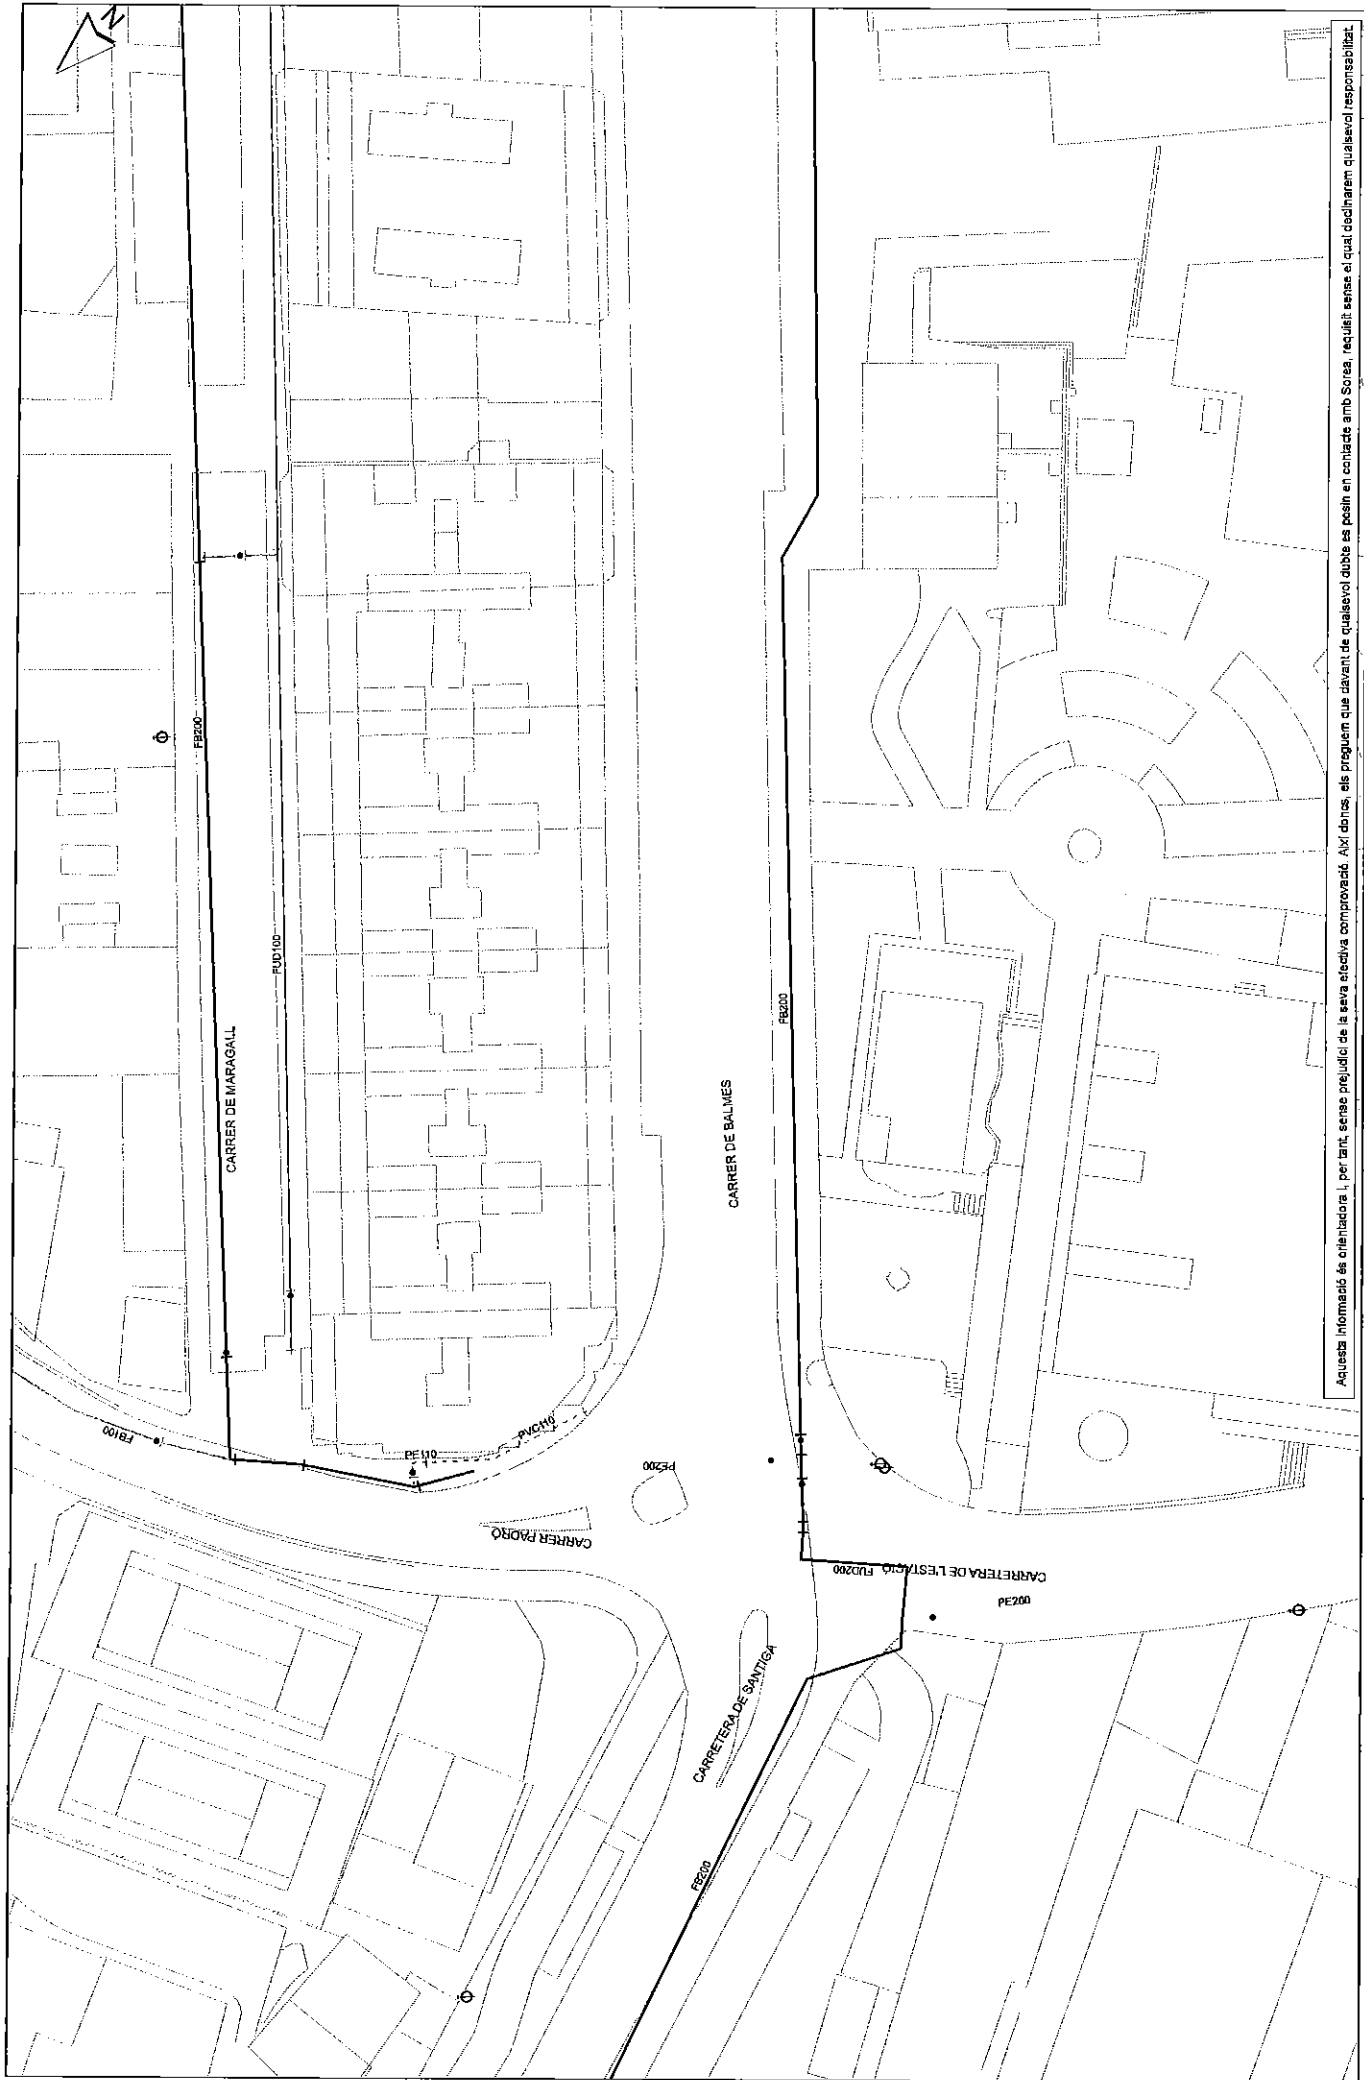 N
FB200
FUD100
CARRER DE MARAGALL
FB200
CARRER DE BALMES
FB100
PE110
PVC110
PE200
CARRER PADRÓ
FUD200
CARRETERA DE L'ESTACIÓ
PE200
CARRETERA DE SANTIGA
FB200
Aquesta informació és orientadora i, per tant, sense prejudici de la seva efectiva comprovació. Així doncs, els preguem que davant de qualsevol dubte es posin en contacte amb Sorea, requisit sense el qual declinarem qualsevol responsabilitat.